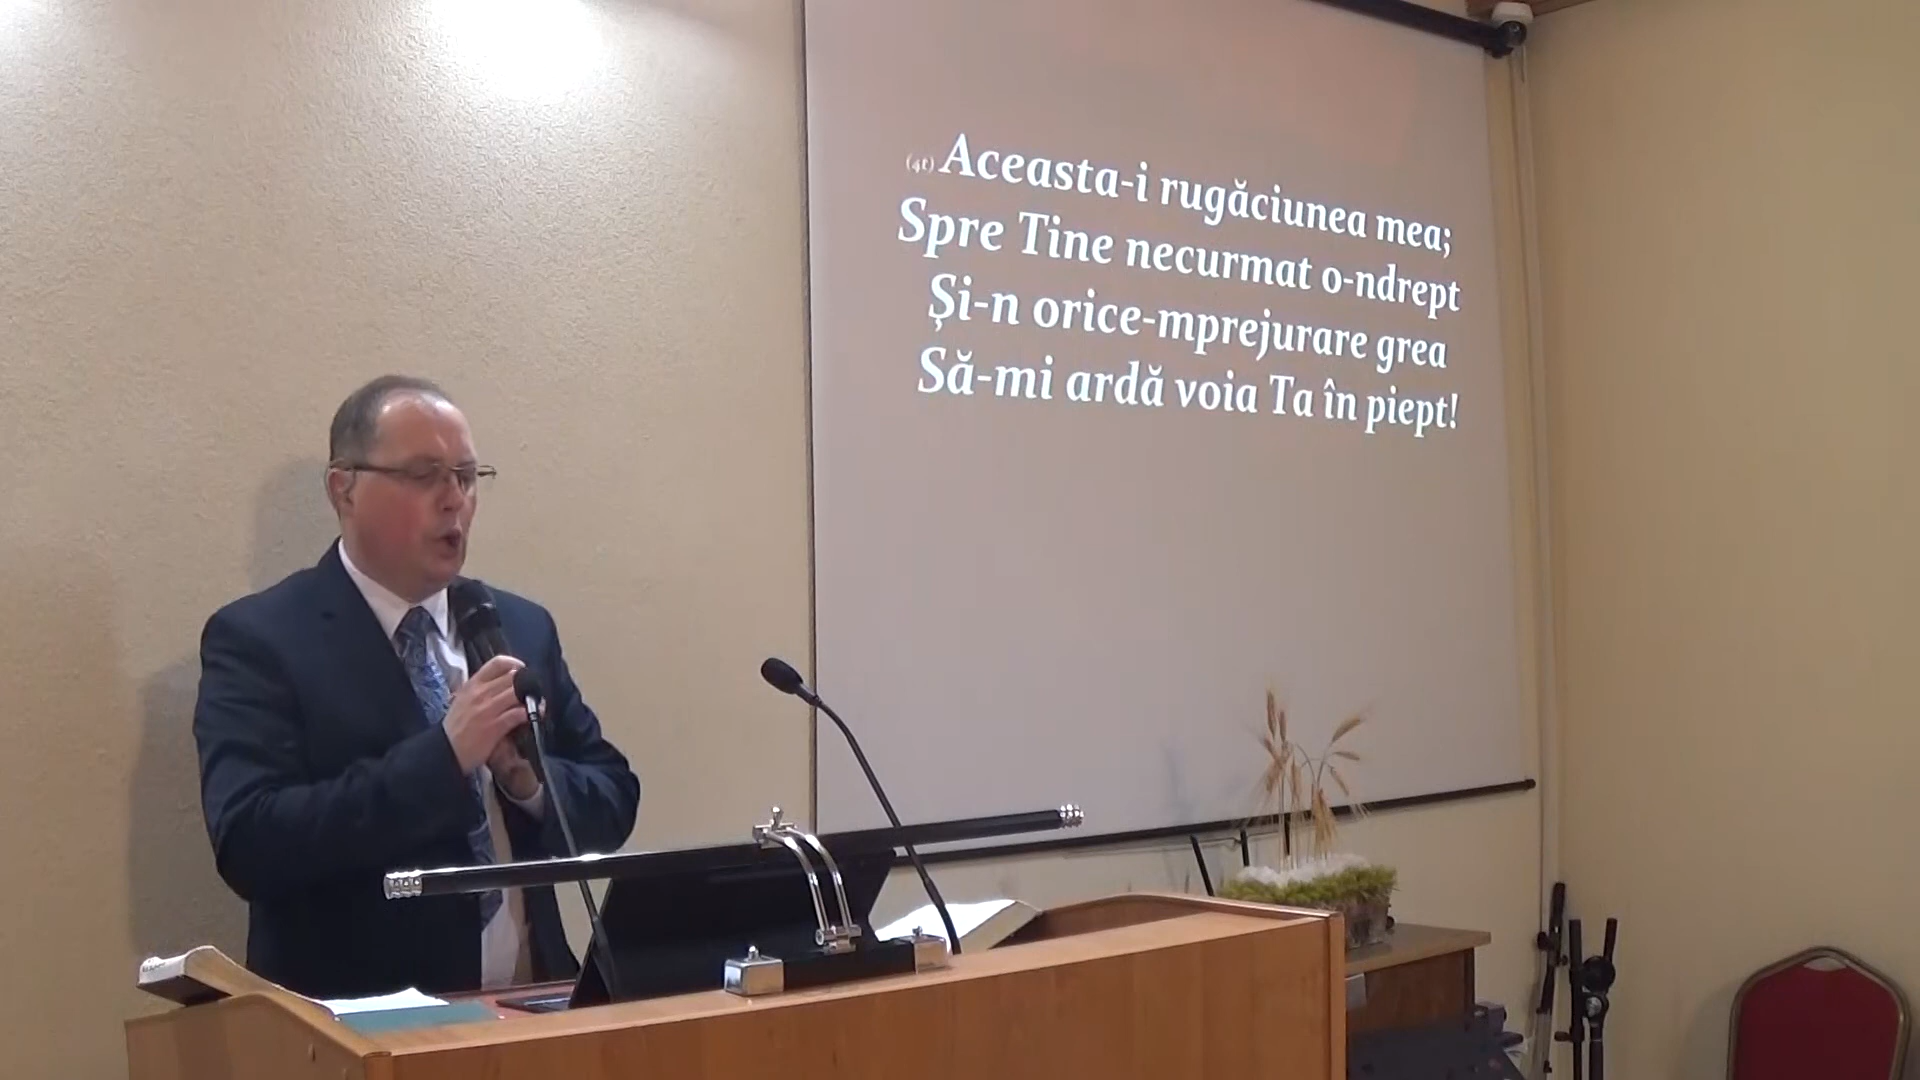 (4t) Aceasta-i rugăciunea mea;
Spre Tine necurmat o-ndrept
Și-n orice-mprejurare grea
Să-mi ardă voia Ta în piept!